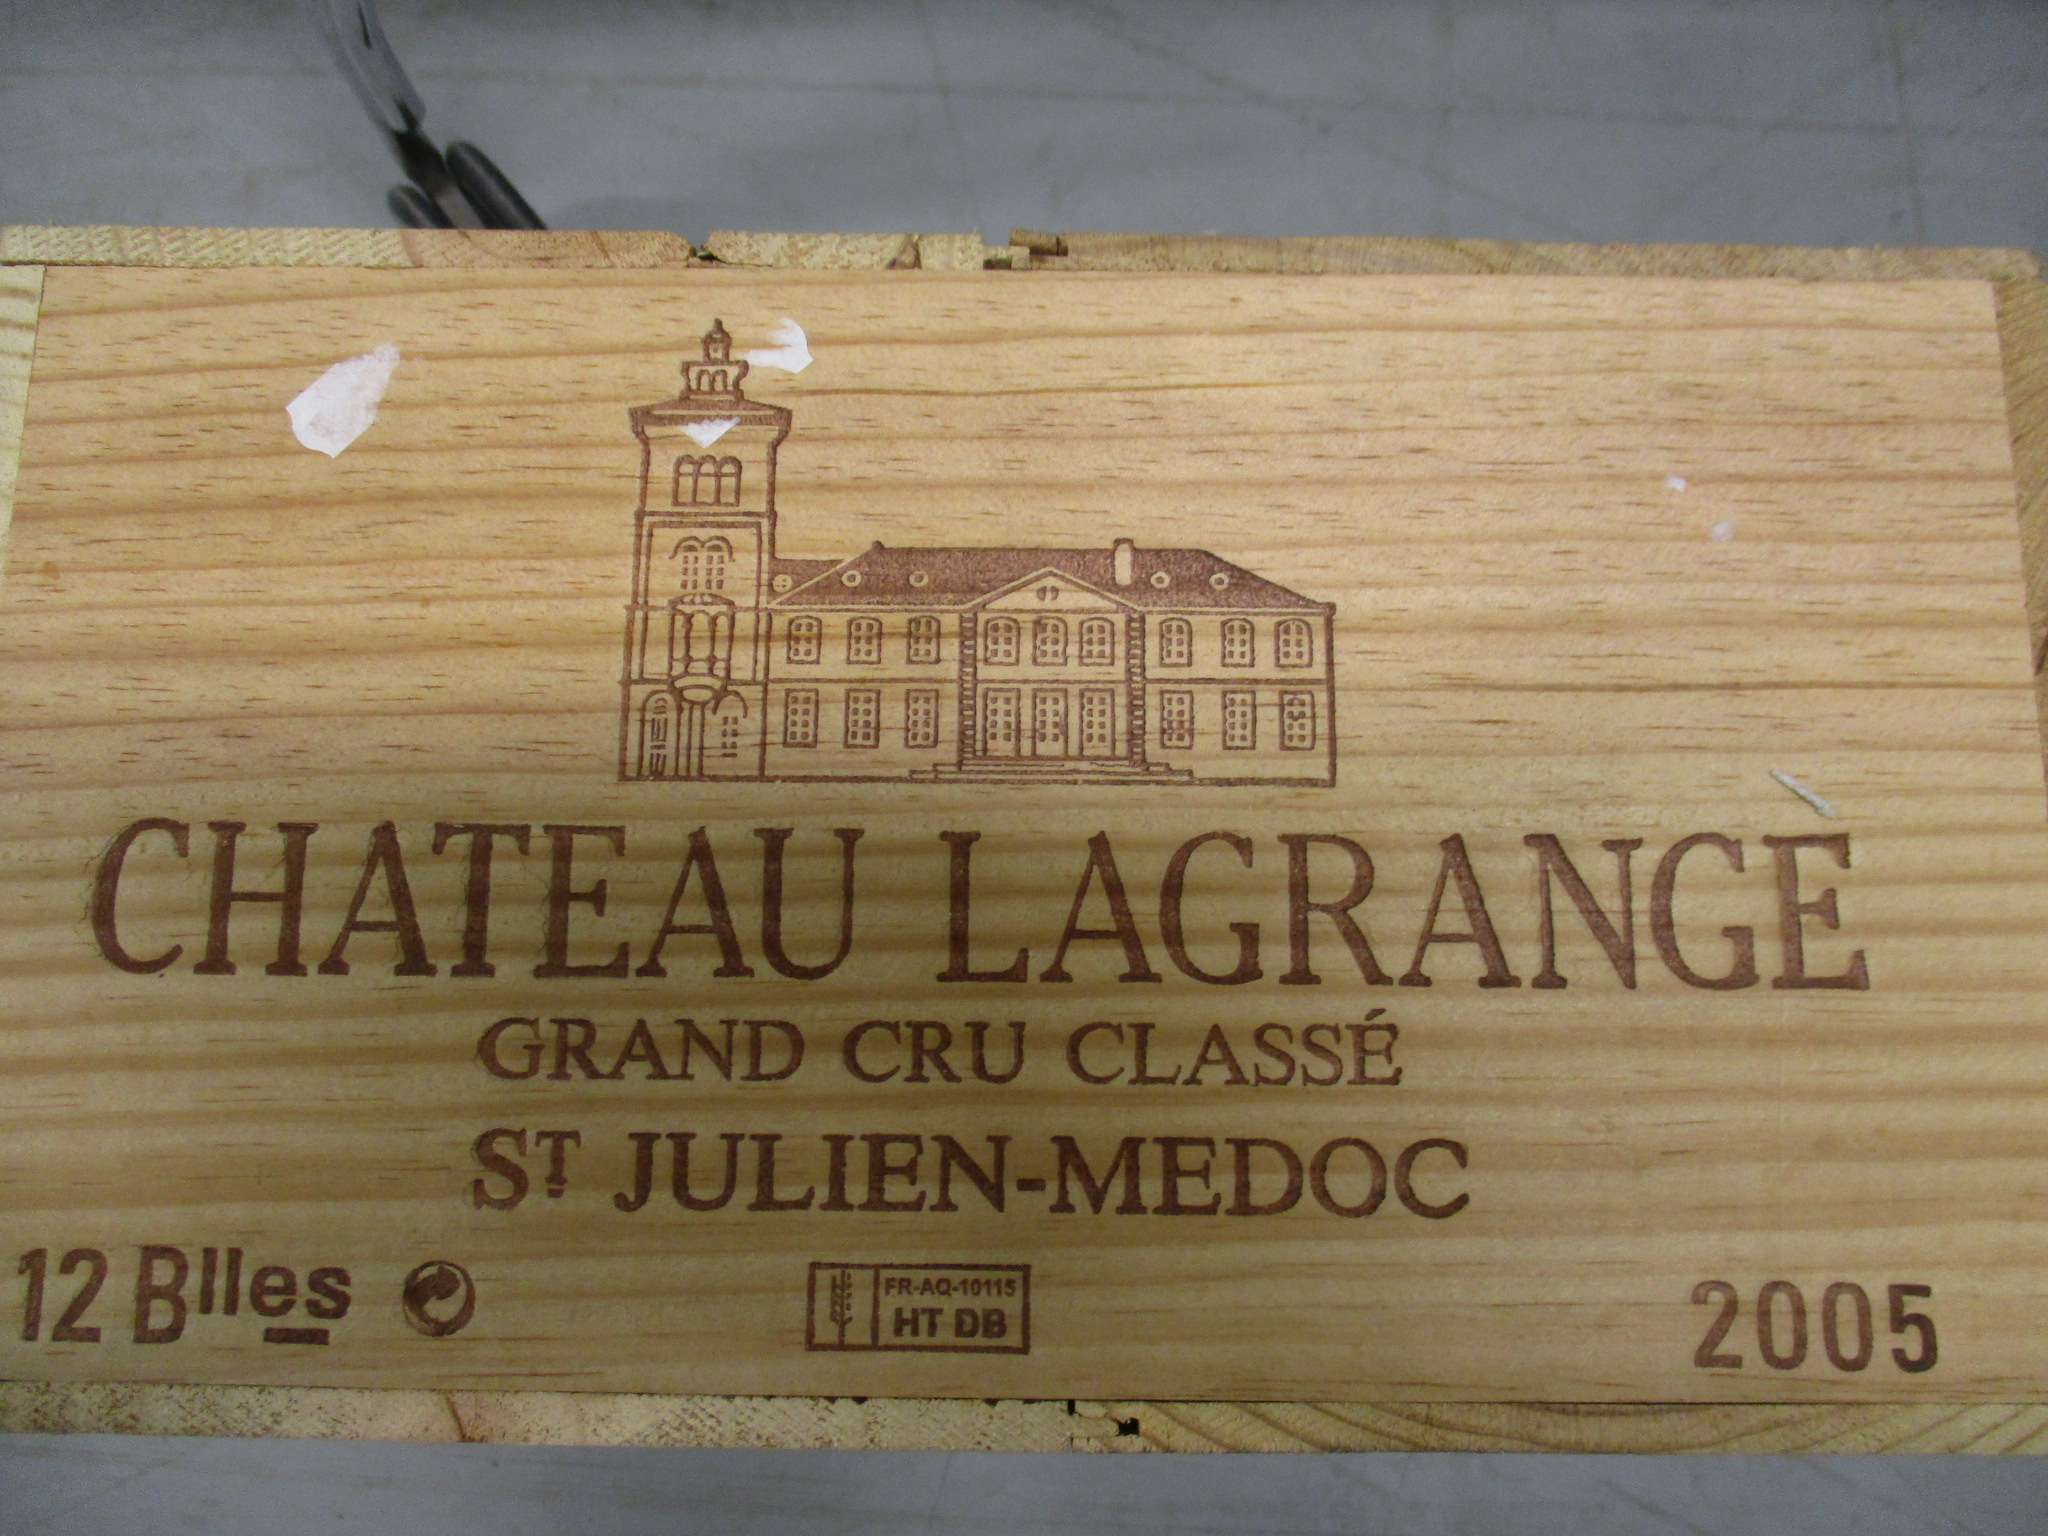 CHATEAU LAGRANGE
GRAND CRU CLASSÉ
ST JULIEN-MEDOC
12 Blles
FR-AQ-10115
HT DB
2005